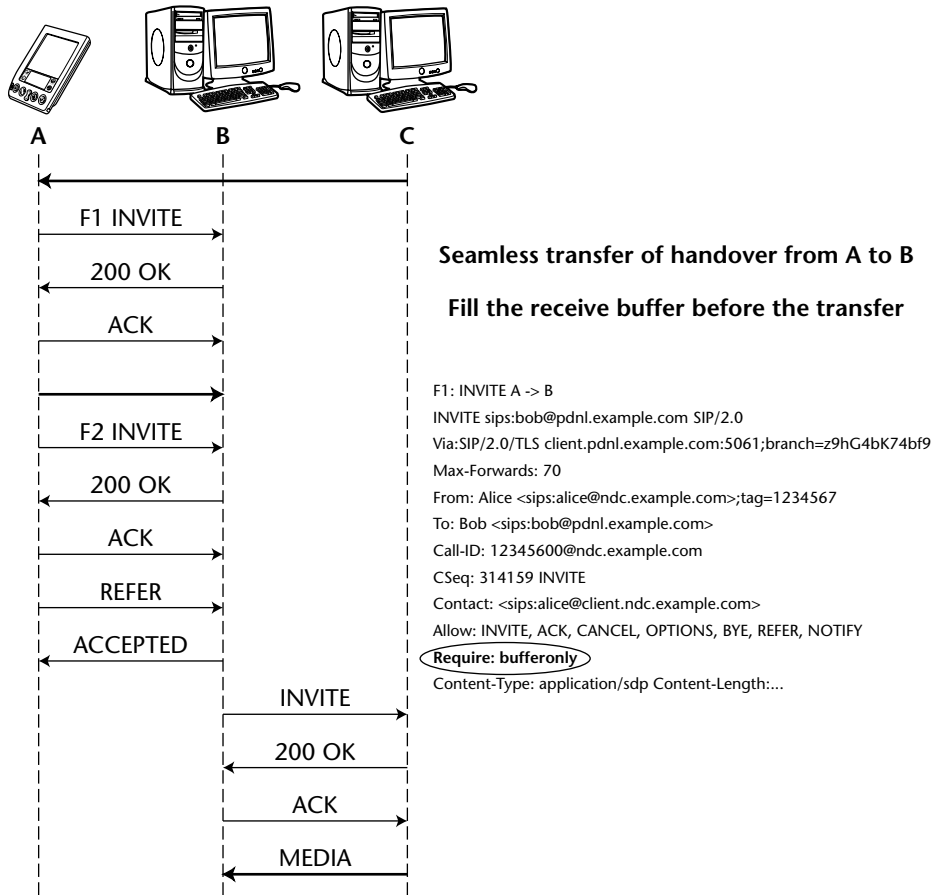 A
B
C
F1 INVITE
200 OK
ACK
F2 INVITE
200 OK
ACK
REFER
ACCEPTED
INVITE
200 OK
ACK
MEDIA
Seamless transfer of handover from A to B
Fill the receive buffer before the transfer
F1: INVITE A -> B
INVITE sips:bob@pdnl.example.com SIP/2.0
Via:SIP/2.0/TLS client.pdnl.example.com:5061;branch=z9hG4bK74bf9
Max-Forwards: 70
From: Alice <sips:alice@ndc.example.com>;tag=1234567
To: Bob <sips:bob@pdnl.example.com>
Call-ID: 12345600@ndc.example.com
CSeq: 314159 INVITE
Contact: <sips:alice@client.ndc.example.com>
Allow: INVITE, ACK, CANCEL, OPTIONS, BYE, REFER, NOTIFY
Require: bufferonly
Content-Type: application/sdp Content-Length:...